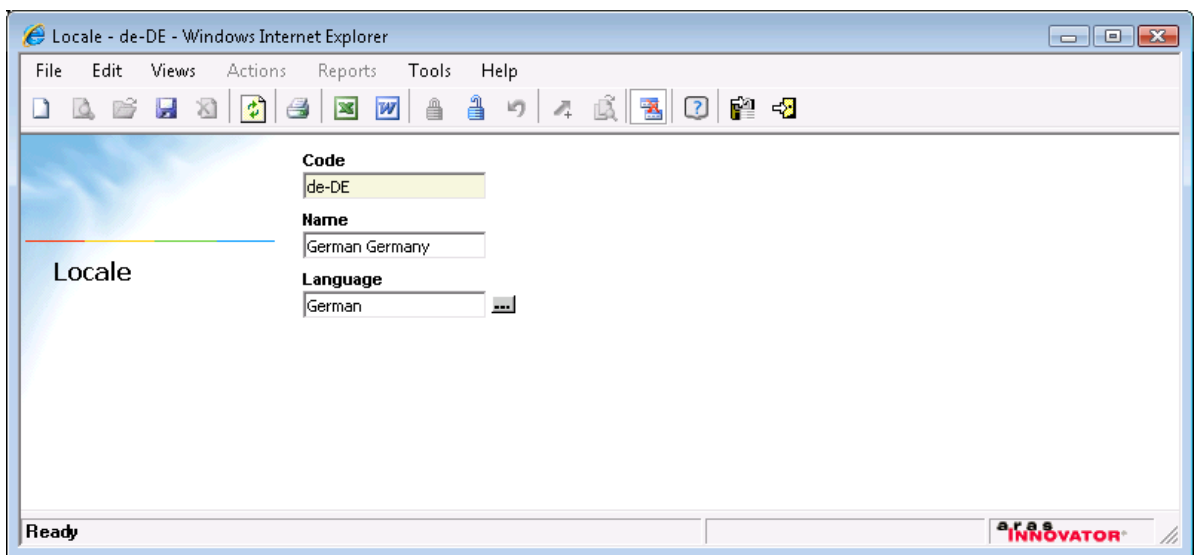 Locale - de-DE - Windows Internet Explorer
File Edit Views Actions Reports Tools Help
Code
de-DE
Name
German Germany
Locale
Language
German
...
Ready
aras
INNOVATOR